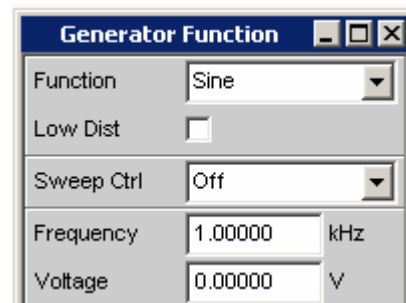 Generator Function
Function Sine
Low Dist
Sweep Ctrl Off
Frequency 1.00000 kHz
Voltage 0.00000 V